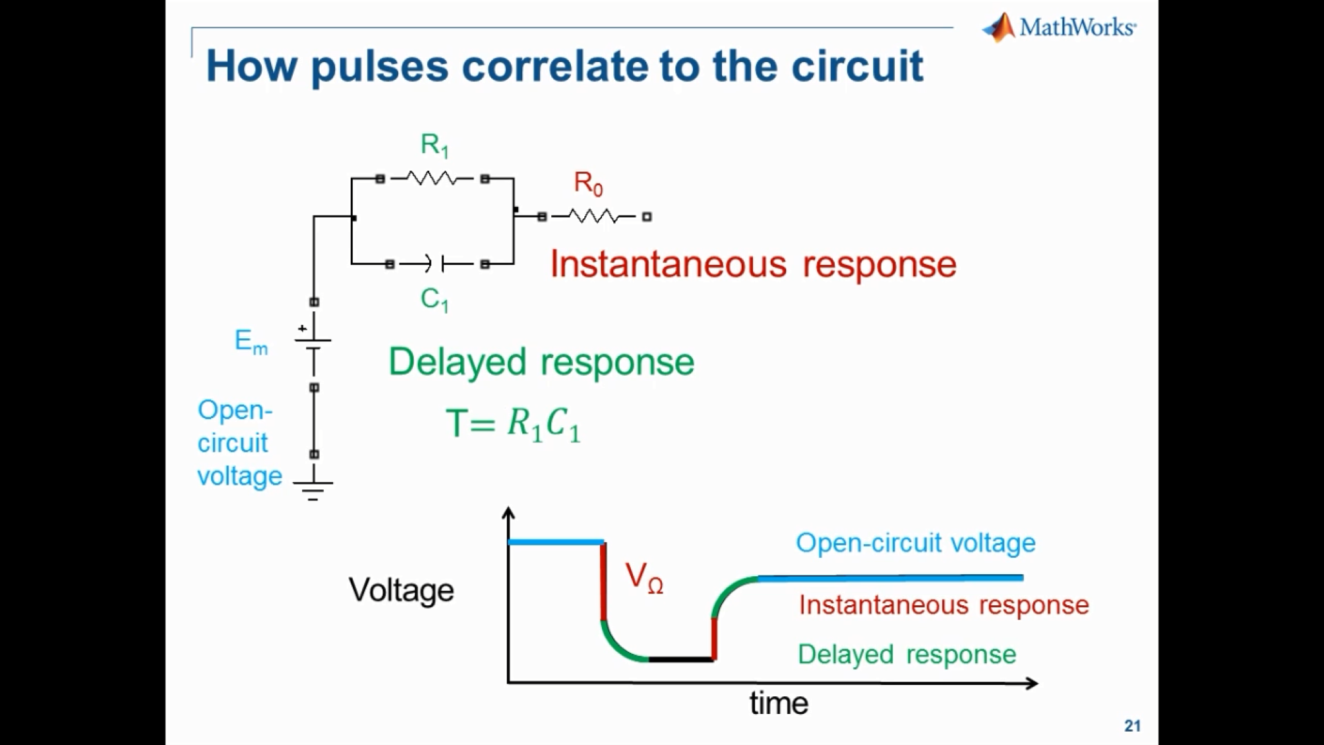 MathWorks®
How pulses correlate to the circuit
R₁
R₀
Instantaneous response
C₁
+
Eₘ
Delayed response
Open-
circuit
voltage
T= R₁C₁
Open-circuit voltage
Voltage
V_Ω
Instantaneous response
Delayed response
time
21